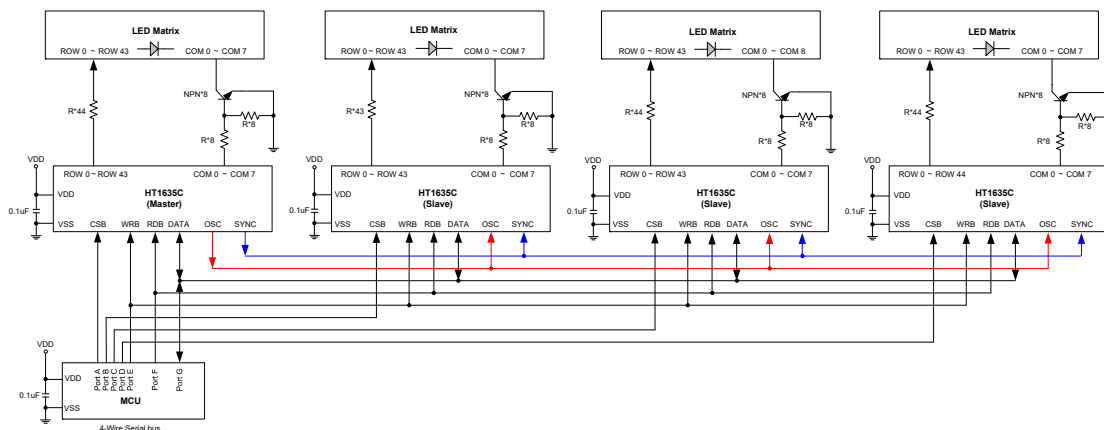 LED Matrix
ROW 0 ~ ROW 43 COM 0 ~ COM 7
LED Matrix
ROW 0 ~ ROW 43 COM 0 ~ COM 7
LED Matrix
ROW 0 ~ ROW 43 COM 0 ~ COM 8
LED Matrix
ROW 0 ~ ROW 43 COM 0 ~ COM 7
R*44
NPN*8
R*8
R*8
R*43
NPN*8
R*8
R*8
R*44
NPN*8
R*8
R*8
R*44
NPN*8
R*8
R*8
VDD
0.1uF
ROW 0 ~ ROW 43 COM 0 ~ COM 7
VDD
HT1635C
(Master)
VSS CSB WRB RDB DATA OSC SYNC
VDD
0.1uF
ROW 0 ~ ROW 43 COM 0 ~ COM 7
VDD
HT1635C
(Slave)
VSS CSB WRB RDB DATA OSC SYNC
VDD
0.1uF
ROW 0 ~ ROW 43 COM 0 ~ COM 7
VDD
HT1635C
(Slave)
VSS CSB WRB RDB DATA OSC SYNC
VDD
0.1uF
ROW 0 ~ ROW 44 COM 0 ~ COM 7
VDD
HT1635C
(Slave)
VSS CSB WRB RDB DATA OSC SYNC
VDD
0.1uF
VDD
VSS
Port A
Port B
Port C
Port D
Port E
Port F
Port G
MCU
4-Wire Serial bus